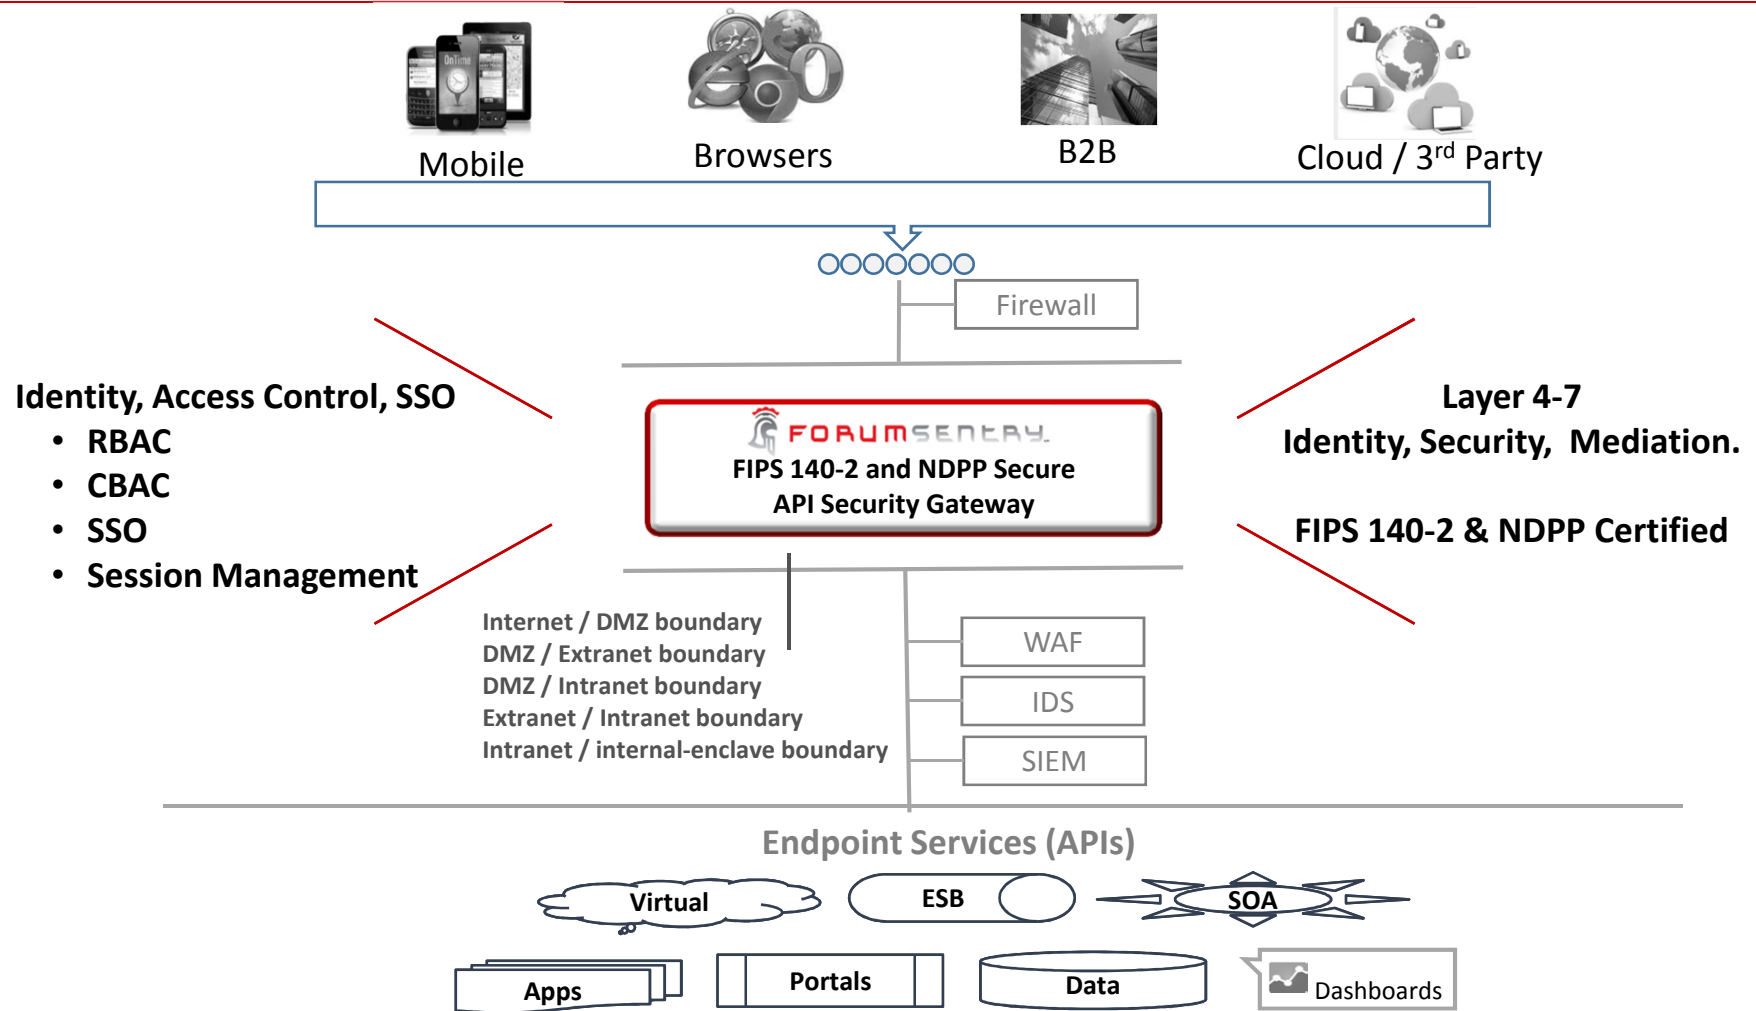 OnTime
Mobile
Browsers
B2B
Cloud / 3rd Party
Firewall
Identity, Access Control, SSO
• RBAC
• CBAC
• SSO
• Session Management
FORUMSENTRY
FIPS 140-2 and NDPP Secure
API Security Gateway
Layer 4-7
Identity, Security,  Mediation.
FIPS 140-2 & NDPP Certified
Internet / DMZ boundary
DMZ / Extranet boundary
DMZ / Intranet boundary
Extranet / Intranet boundary
Intranet / internal-enclave boundary
WAF
IDS
SIEM
Endpoint Services (APIs)
Virtual
ESB
SOA
Apps
Portals
Data
Dashboards